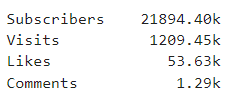 Subscribers 21894.40k
Visits 1209.45k
Likes 53.63k
Comments 1.29k